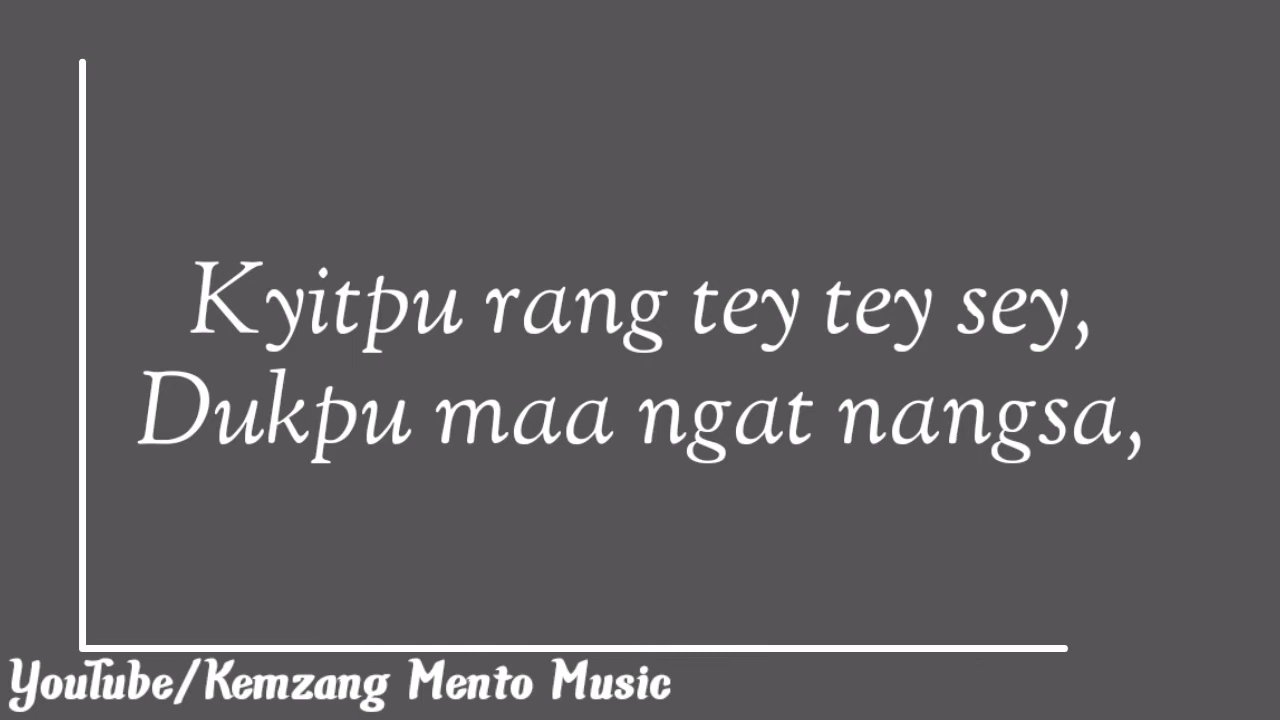 Kyitpu rang tey tey sey,
Dukpu maa ngat nangsa,
YouTube/Kemzang Mento Music